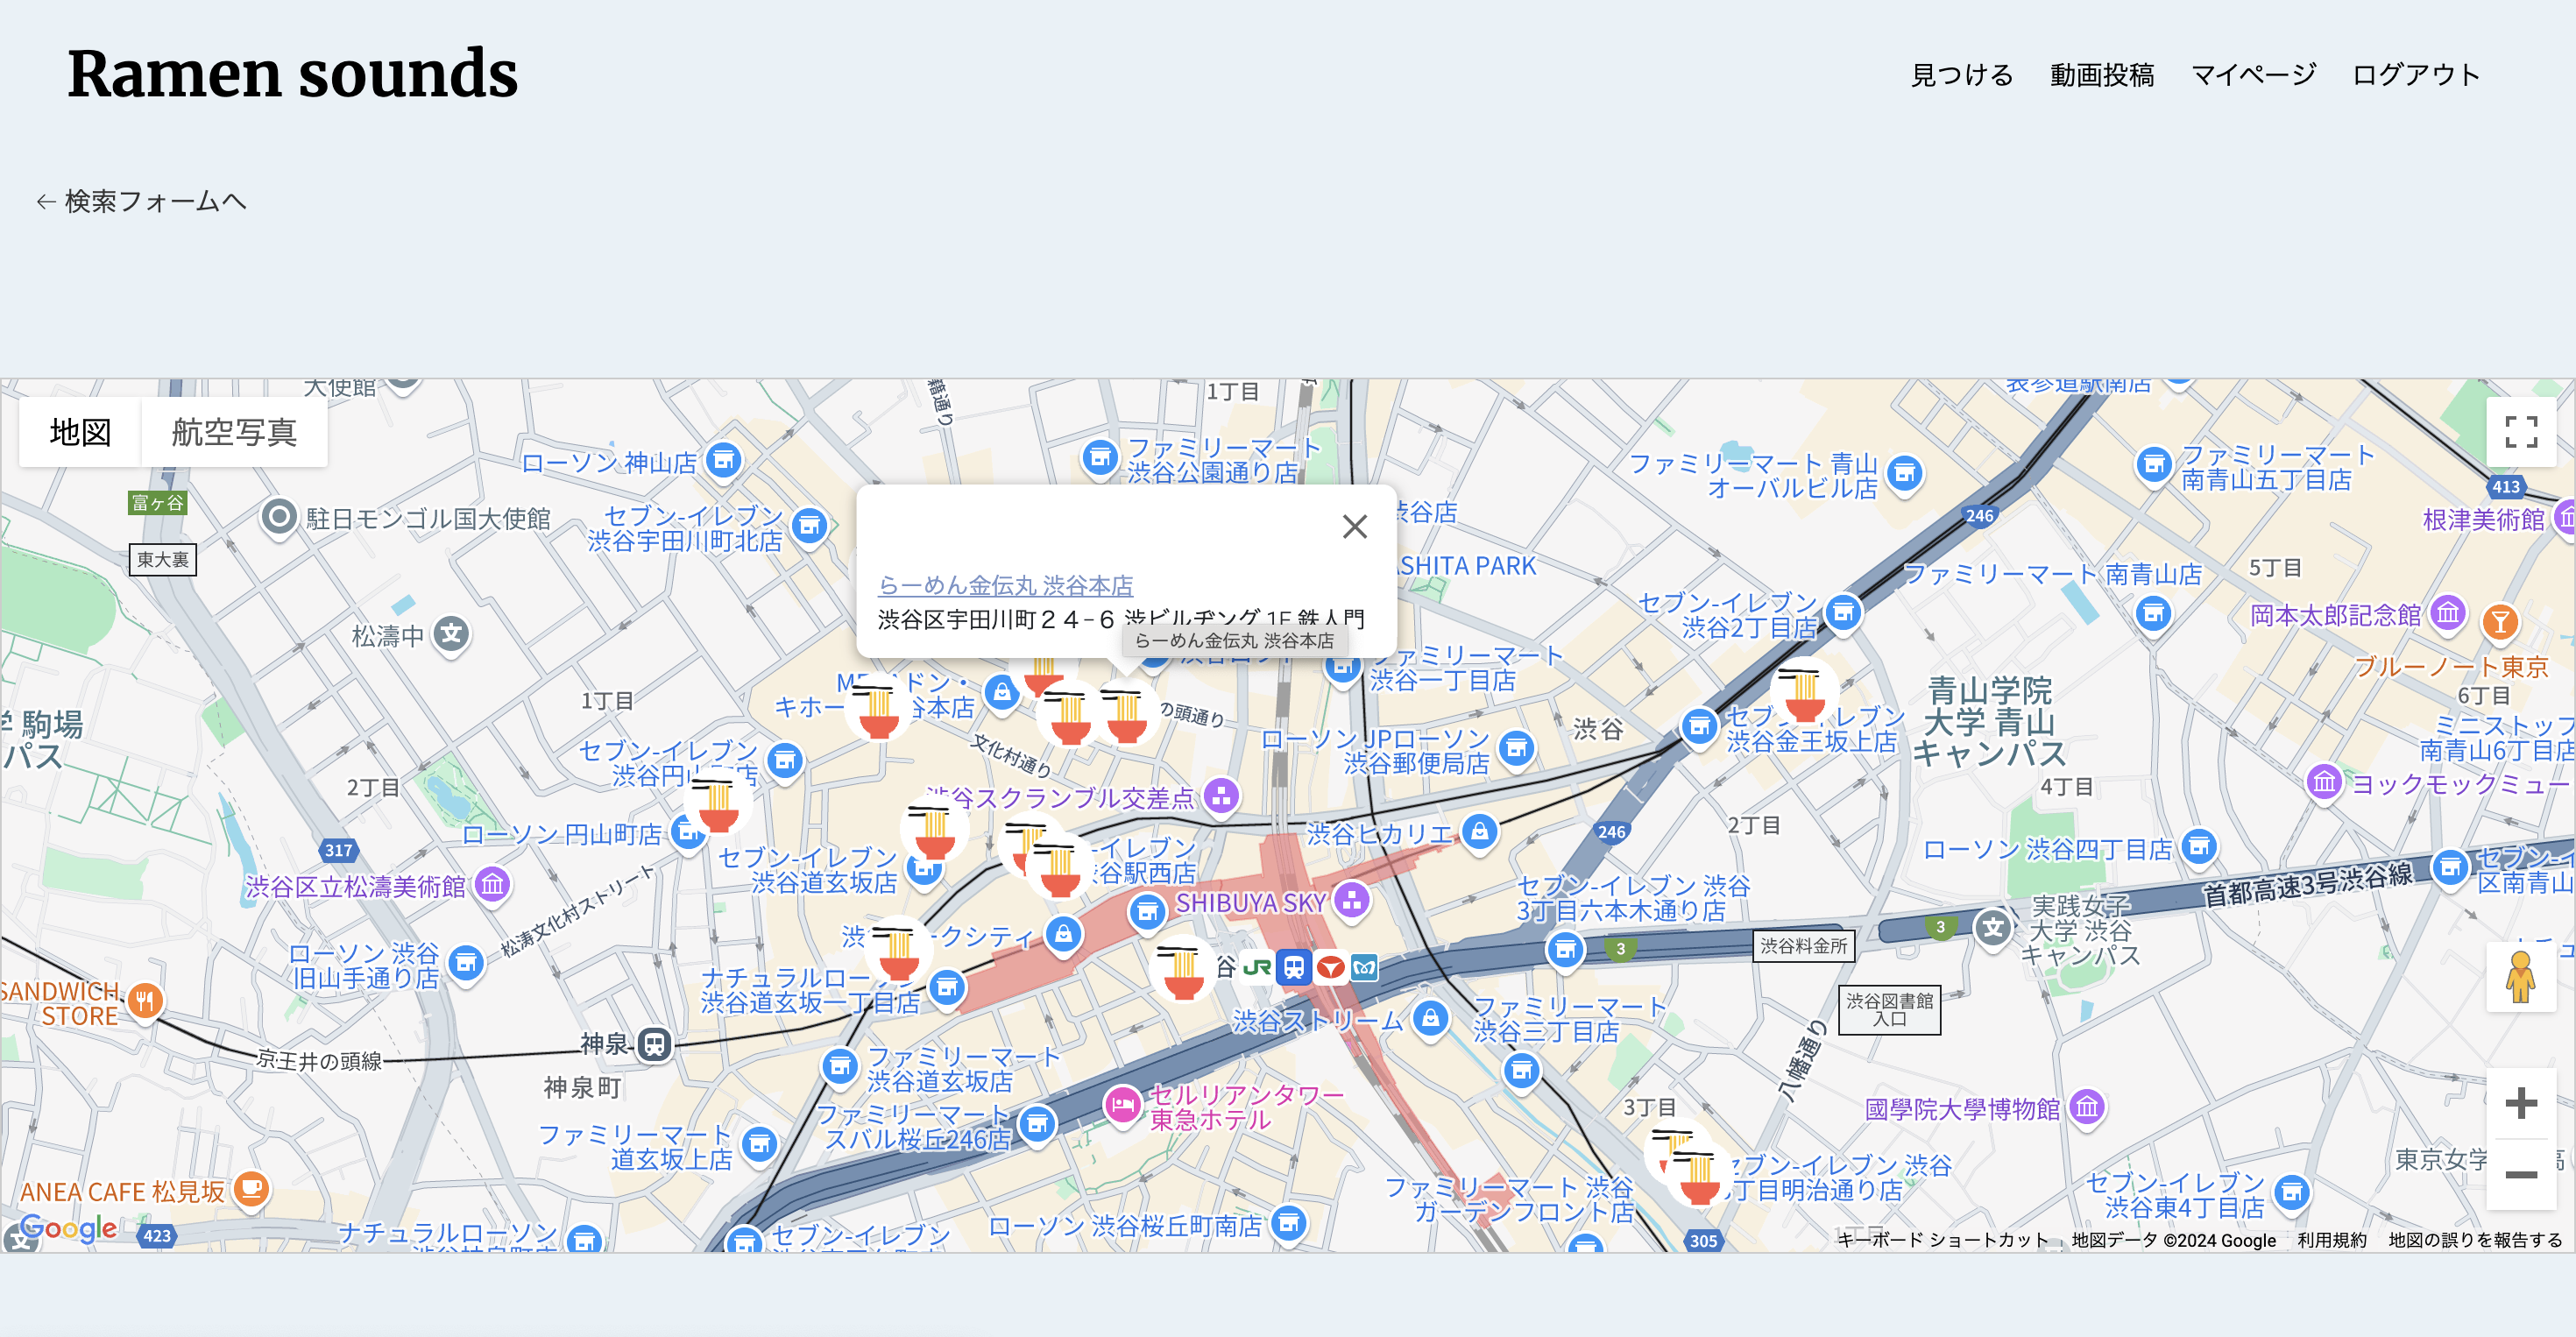 Ramen sounds
見つける 動画投稿 マイページ ログアウト
← 検索フォームへ
地図 航空写真
大使館
1丁目
表参道駅南店
ローソン 神山店
ファミリーマート
渋谷公園通り店
ファミリーマート 青山
オーバルビル店
ファミリーマート
南青山五丁目店
413
富ヶ谷
駐日モンゴル国大使館
セブン-イレブン
渋谷宇田川町北店
渋谷店
246
根津美術館
東大裏
ASHITA PARK
ファミリーマート 南青山店
5丁目
らーめん金伝丸 渋谷本店
渋谷区宇田川町２４−６ 渋ビルヂング 1F 鉄人門
らーめん金伝丸 渋谷本店
セブン-イレブン
渋谷2丁目店
岡本太郎記念館
松濤中
ファミリーマート
渋谷一丁目店
ブルーノート東京
1丁目
キホー
谷本店
の頭通り
文化村通り
渋谷
青山学院
大学 青山
キャンパス
6丁目
駒場
パス
セブン-イレブン
渋谷金王坂上店
ミニストップ
南青山6丁目店
セブン-イレブン
ローソン JPローソン
渋谷郵便局店
2丁目
渋谷スクランブル交差点
4丁目
ヨックモックミュー
ローソン 円山町店
渋谷ヒカリエ
246
2丁目
317
セブン-イレブン
渋谷道玄坂店
-イレブン
渋谷駅西店
ローソン 渋谷四丁目店
渋谷区立松濤美術館
松涛文化村ストリート
SHIBUYA SKY
セブン-イレブン 渋谷
3丁目六本木通り店
首都高速3号渋谷線
区南青山
ローソン 渋谷
旧山手通り店
ークシティ
3
渋谷料金所
3
実践女子
大学 渋谷
キャンパス
ナチュラルロー
渋谷道玄坂一丁目店
谷
JR
SANDWICH
STORE
渋谷ストリーム
ファミリーマート
渋谷三丁目店
渋谷図書館
入口
京王井の頭線
神泉
神泉町
ファミリーマート
渋谷道玄坂店
八幡通り
セルリアンタワー
東急ホテル
3丁目
國學院大學博物館
ファミリーマート
スバル桜丘246店
ファミリーマート
道玄坂上店
東京女学
セブン-イレブン 渋谷
丁目明治通り店
ANEA CAFE 松見坂
ファミリーマート 渋谷
ガーデンフロント店
セブン-イレブン
渋谷東4丁目店
Google
423
ナチュラルローソン
セブン-イレブン
ローソン 渋谷桜丘町南店
305
1丁目
キーボード ショートカット 地図データ ©2024 Google 利用規約 地図の誤りを報告する